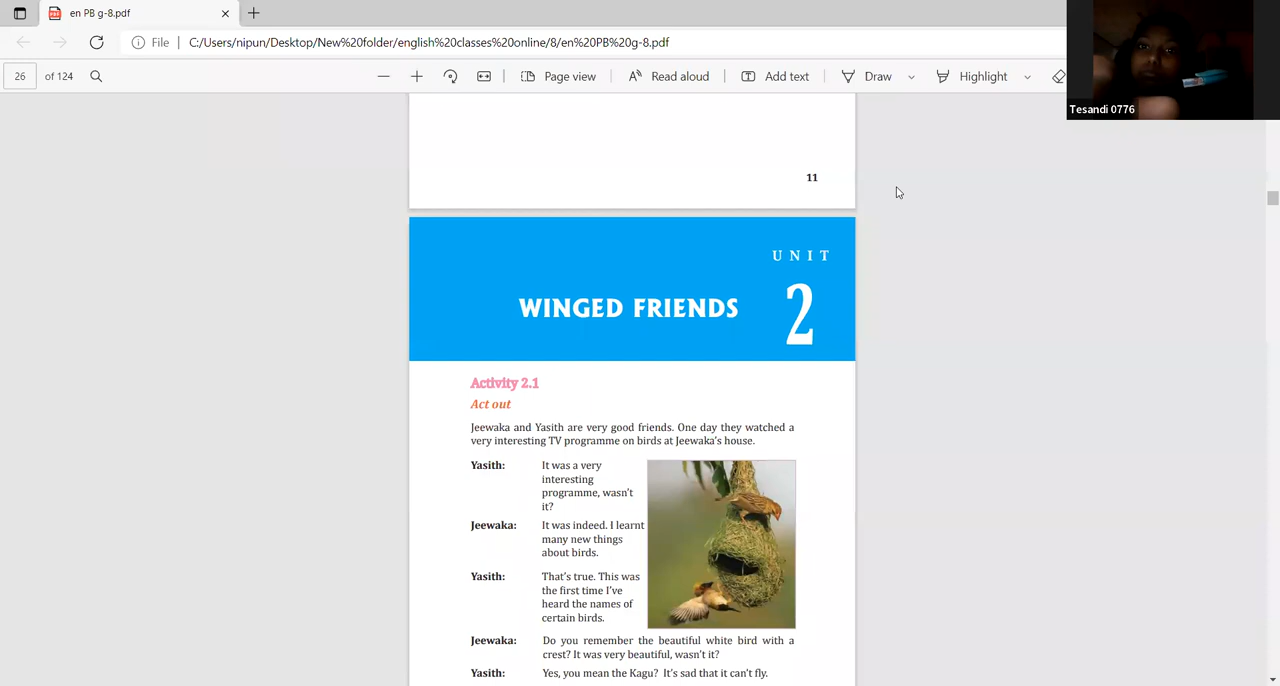 en PB g-8.pdf
File
C:/Users/nipun/Desktop/New%20folder/english%20classes%20online/8/en%20PB%20g-8.pdf
26 of 124
Page view
Read aloud
Add text
Draw
Highlight
Tesandi 0776
11
UNIT
2
WINGED FRIENDS
Activity 2.1
Act out
Jeewaka and Yasith are very good friends. One day they watched a
very interesting TV programme on birds at Jeewaka's house.
Yasith: It was a very
interesting
programme, wasn't
it?
Jeewaka: It was indeed. I learnt
many new things
about birds.
Yasith: That's true. This was
the first time I've
heard the names of
certain birds.
Jeewaka: Do you remember the beautiful white bird with a
crest? It was very beautiful, wasn't it?
Yasith: Yes, you mean the Kagu? It's sad that it can't fly.